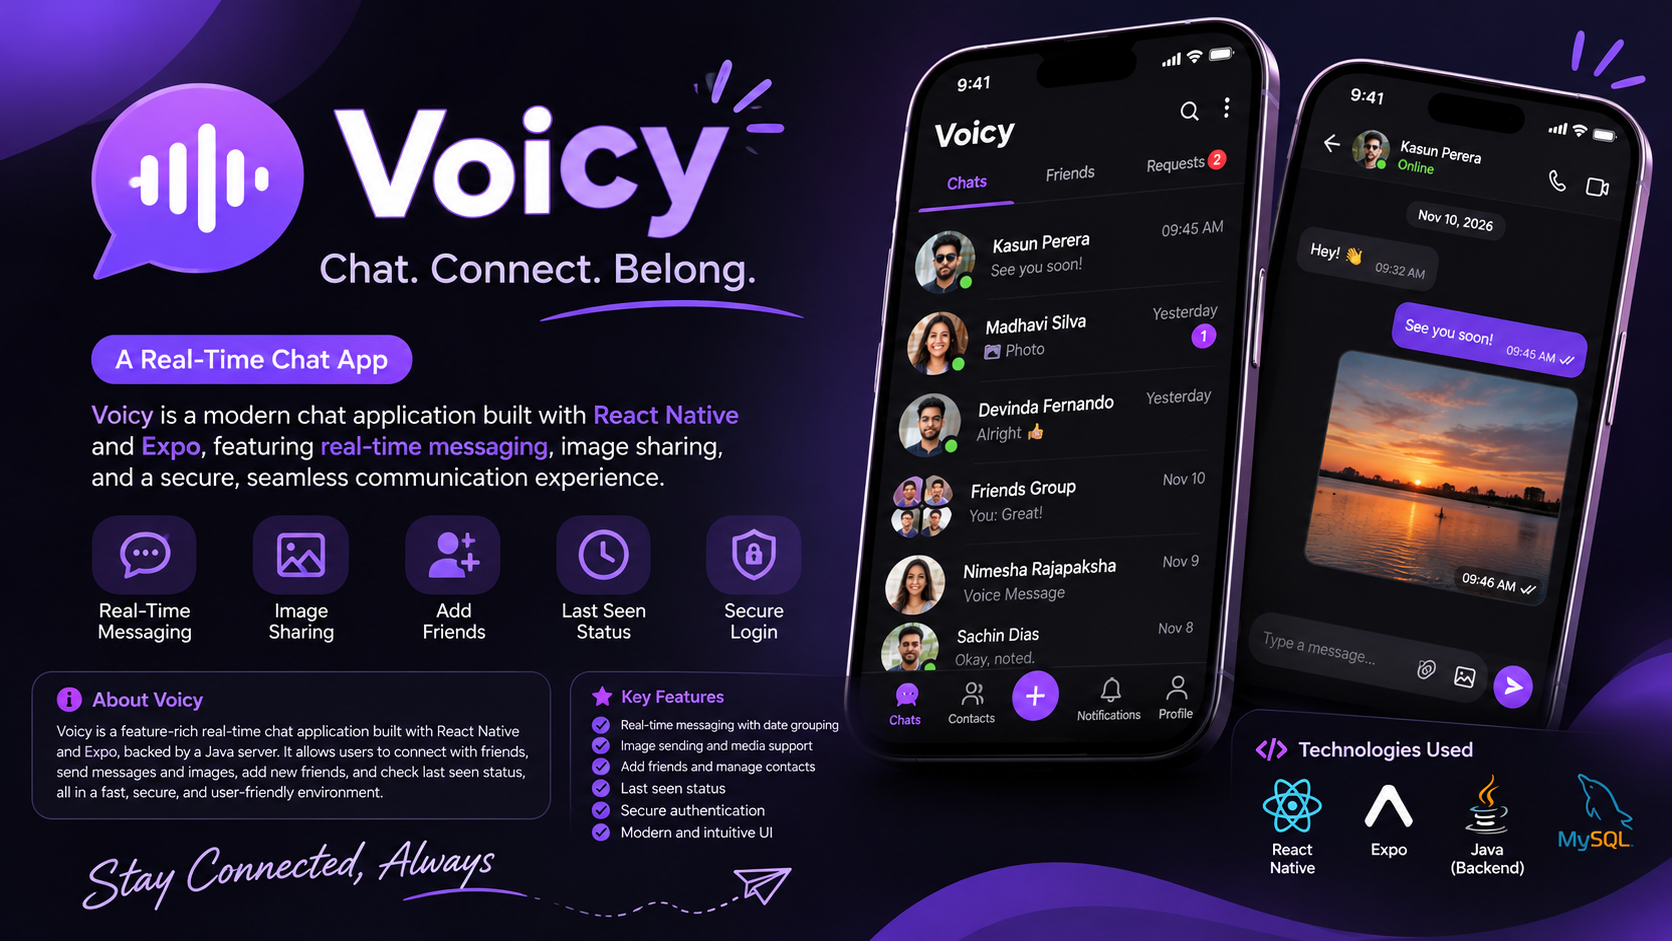 Voicy
Chat. Connect. Belong.
A Real-Time Chat App
Voicy is a modern chat application built with React Native
and Expo, featuring real-time messaging, image sharing,
and a secure, seamless communication experience.
Real-Time
Messaging
Image
Sharing
Add
Friends
Last Seen
Status
Secure
Login
About Voicy
Voicy is a feature-rich real-time chat application built with React Native
and Expo, backed by a Java server. It allows users to connect with friends,
send messages and images, add new friends, and check last seen status,
all in a fast, secure, and user-friendly environment.
Key Features
Real-time messaging with date grouping
Image sending and media support
Add friends and manage contacts
Last seen status
Secure authentication
Modern and intuitive UI
Stay Connected, Always
9:41
Voicy
Chats
Friends
Requests 2
Kasun Perera
09:45 AM
See you soon!
Madhavi Silva
Yesterday
Photo
1
Devinda Fernando
Yesterday
Alright 👍
Friends Group
Nov 10
You: Great!
Nimesha Rajapaksha
Nov 9
Voice Message
Sachin Dias
Nov 8
Okay, noted.
Chats
Contacts
Notifications
Profile
9:41
Kasun Perera
Online
Nov 10, 2026
Hey! 👋
09:32 AM
See you soon!
09:45 AM
09:46 AM
Type a message...
Technologies Used
React
Native
Expo
Java
(Backend)
MySQL